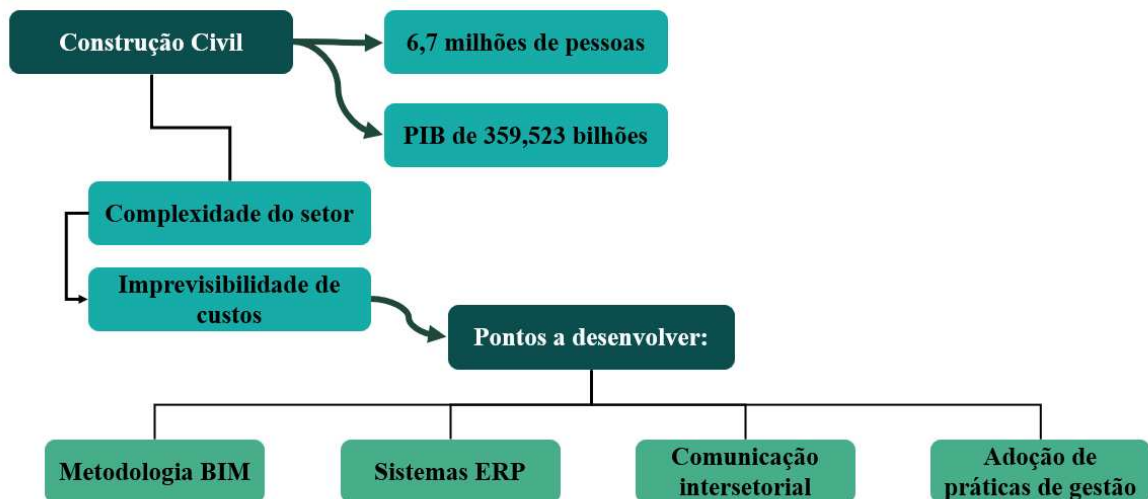 Construção Civil
6,7 milhões de pessoas
PIB de 359,523 bilhões
Complexidade do setor
Imprevisibilidade de
custos
Pontos a desenvolver:
Metodologia BIM
Sistemas ERP
Comunicação
intersetorial
Adoção de
práticas de gestão